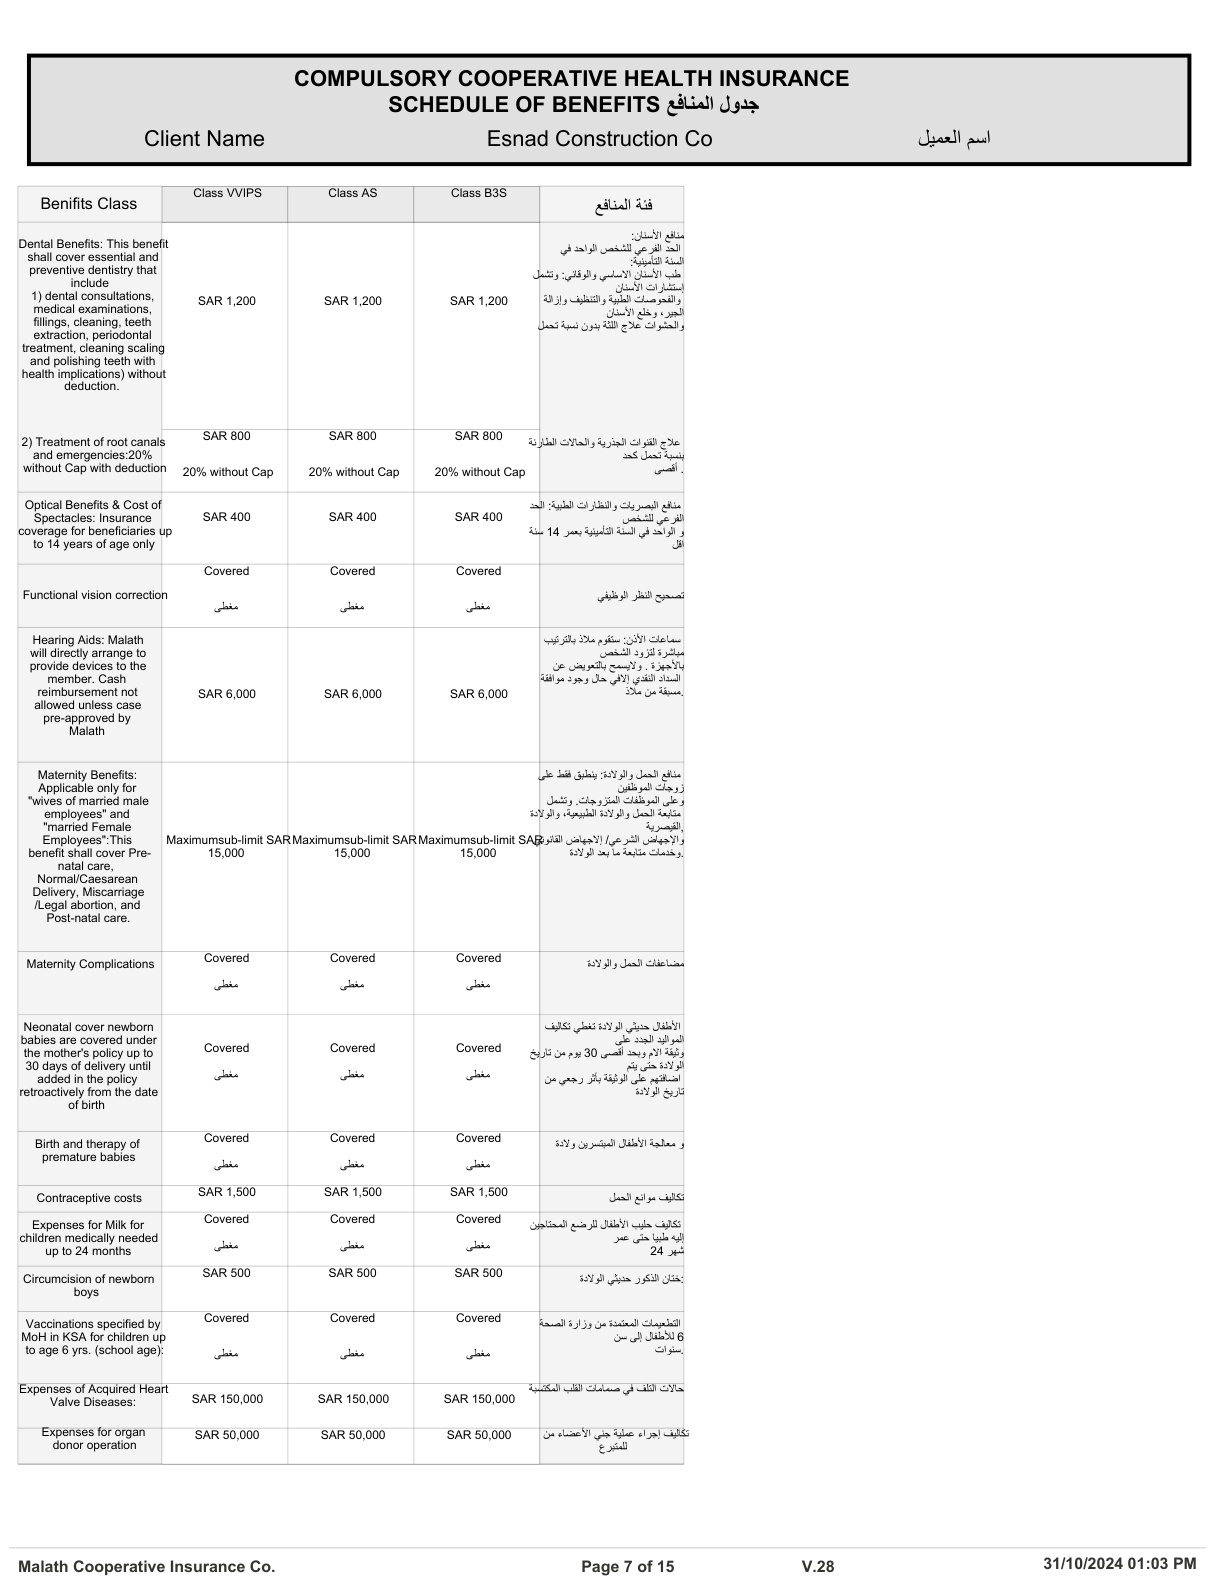 COMPULSORY COOPERATIVE HEALTH INSURANCE
SCHEDULE OF BENEFITS جدول المنافع
Client Name Esnad Construction Co اسم العميل
Benifits Class Class VVIPS Class AS Class B3S فئة المنافع
Dental Benefits: This benefit
shall cover essential and
preventive dentistry that
include
1) dental consultations,
medical examinations,
fillings, cleaning, teeth
extraction, periodontal
treatment, cleaning scaling
and polishing teeth with
health implications) without
deduction.
SAR 1,200 SAR 1,200 SAR 1,200
منافع الأسنان:
الحد الفرعي للشخص الواحد في
السنة التأمينية:
طب الأسنان الاساسي والوقائي: وتشمل
إستشارات الأسنان
والفحوصات الطبية والتنظيف وإزالة
الجير، وخلع الأسنان
والحشوات علاج اللثة بدون نسبة تحمل
2) Treatment of root canals
and emergencies:20%
without Cap with deduction
SAR 800 SAR 800 SAR 800
20% without Cap 20% without Cap 20% without Cap
علاج القنوات الجذرية والحالات الطارئة
بنسبة تحمل كحد
. أقصى
Optical Benefits & Cost of
Spectacles: Insurance
coverage for beneficiaries up
to 14 years of age only
SAR 400 SAR 400 SAR 400
منافع البصريات والنظارات الطبية: الحد
الفرعي للشخص
و الواحد في السنة التأمينية بعمر 14 سنة
اقل
Functional vision correction
Covered Covered Covered
مغطى مغطى مغطى
تصحيح النظر الوظيفي
Hearing Aids: Malath
will directly arrange to
provide devices to the
member. Cash
reimbursement not
allowed unless case
pre-approved by
Malath
SAR 6,000 SAR 6,000 SAR 6,000
سماعات الأذن: ستقوم ملاذ بالترتيب
مباشرة لتزود الشخص
بالأجهزة . ولايسمح بالتعويض عن
السداد النقدي إلافي حال وجود موافقة
.مسبقة من ملاذ
Maternity Benefits:
Applicable only for
"wives of married male
employees" and
"married Female
Employees":This
benefit shall cover Pre-
natal care,
Normal/Caesarean
Delivery, Miscarriage
/Legal abortion, and
Post-natal care.
Maximumsub-limit SAR Maximumsub-limit SAR Maximumsub-limit SAR
15,000 15,000 15,000
منافع الحمل والولادة: ينطبق فقط على
زوجات الموظفين
وعلى الموظفات المتزوجات. وتشمل
متابعة الحمل والولادة الطبيعية، والولادة
,القيصرية
والإجهاض الشرعي/ إلاجهاض القانوني
.وخدمات متابعة ما بعد الولادة
Maternity Complications
Covered Covered Covered
مغطى مغطى مغطى
مضاعفات الحمل والولادة
Neonatal cover newborn
babies are covered under
the mother's policy up to
30 days of delivery until
added in the policy
retroactively from the date
of birth
Covered Covered Covered
مغطى مغطى مغطى
الأطفال حديثي الولادة تغطي تكاليف
المواليد الجدد على
وثيقة الام وبحد أقصى 30 يوم من تاريخ
الولادة حتى يتم
اضافتهم على الوثيقة بأثر رجعي من
تاريخ الولادة
Birth and therapy of
premature babies
Covered Covered Covered
مغطى مغطى مغطى
و معالجة الأطفال المبتسرين ولادة
Contraceptive costs SAR 1,500 SAR 1,500 SAR 1,500 تكاليف موانع الحمل
Expenses for Milk for
children medically needed
up to 24 months
Covered Covered Covered
مغطى مغطى مغطى
تكاليف حليب الأطفال للرضع المحتاجين
إليه طبيا حتى عمر
شهر 24
Circumcision of newborn
boys
SAR 500 SAR 500 SAR 500
:ختان الذكور حديثي الولادة
Vaccinations specified by
MoH in KSA for children up
to age 6 yrs. (school age):
Covered Covered Covered
مغطى مغطى مغطى
التطعيمات المعتمدة من وزارة الصحة
6 للأطفال إلى سن
.سنوات
Expenses of Acquired Heart
Valve Diseases:
SAR 150,000 SAR 150,000 SAR 150,000
حالات التلف في صمامات القلب المكتسبة
Expenses for organ
donor operation
SAR 50,000 SAR 50,000 SAR 50,000
تكاليف إجراء عملية جني الأعضاء من
للمتبرع
Malath Cooperative Insurance Co. Page 7 of 15 V.28 31/10/2024 01:03 PM